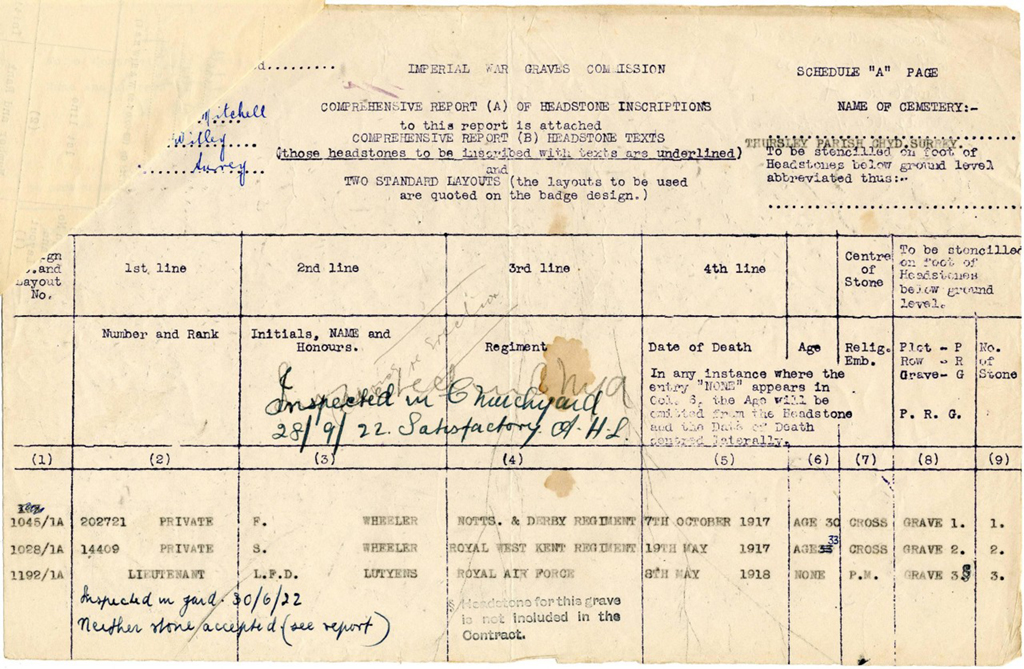 IMPERIAL WAR GRAVES COMMISSION
SCHEDULE "A" PAGE
Mitchell
COMPREHENSIVE REPORT (A) OF HEADSTONE INSCRIPTIONS
NAME OF CEMETERY:-
to this report is attached
Witley
COMPREHENSIVE REPORT (B) HEADSTONE TEXTS
THURSLEY PARISH CHYD.SURREY.
(those headstones to be inscribed with texts are underlined)
To be stencilled on foot of
Surrey
Headstones below ground level
and
abbreviated thus:-
TWO STANDARD LAYOUTS (the layouts to be used
are quoted on the badge design.)
and
Layout
No.
1st line
2nd line
3rd line
4th line
Centre
of
Stone
To be stencilled
on foot of
Headstones
below ground
level.
Number and Rank
Initials, NAME and
Honours.
Regiment
Date of Death
In any instance where the
entry "NONE" appears in
Col. 6, the Age will be
omitted from the Headstone
and the Date of Death
centred laterally.
Age
Relig.
Emb.
Plot - P
Row - R
Grave- G
P. R. G.
No.
of
Stone
Inspected in Churchyard
28/9/22. Satisfactory. A.H.L.
(1) (2) (3) (4) (5) (6) (7) (8) (9)
1045/1A 202721 PRIVATE F. WHEELER NOTTS. & DERBY REGIMENT 7TH OCTOBER 1917 AGE 30 CROSS GRAVE 1. 1.
33
1028/1A 14409 PRIVATE S. WHEELER ROYAL WEST KENT REGIMENT 19TH MAY 1917 AGE CROSS GRAVE 2. 2.
1192/1A LIEUTENANT L.F.D. LUTYENS ROYAL AIR FORCE 8TH MAY 1918 NONE P.M. GRAVE 3. 3.
Inspected in yard. 30/6/22
Neither stone accepted (see report)
Headstone for this grave
is not included in the
Contract.